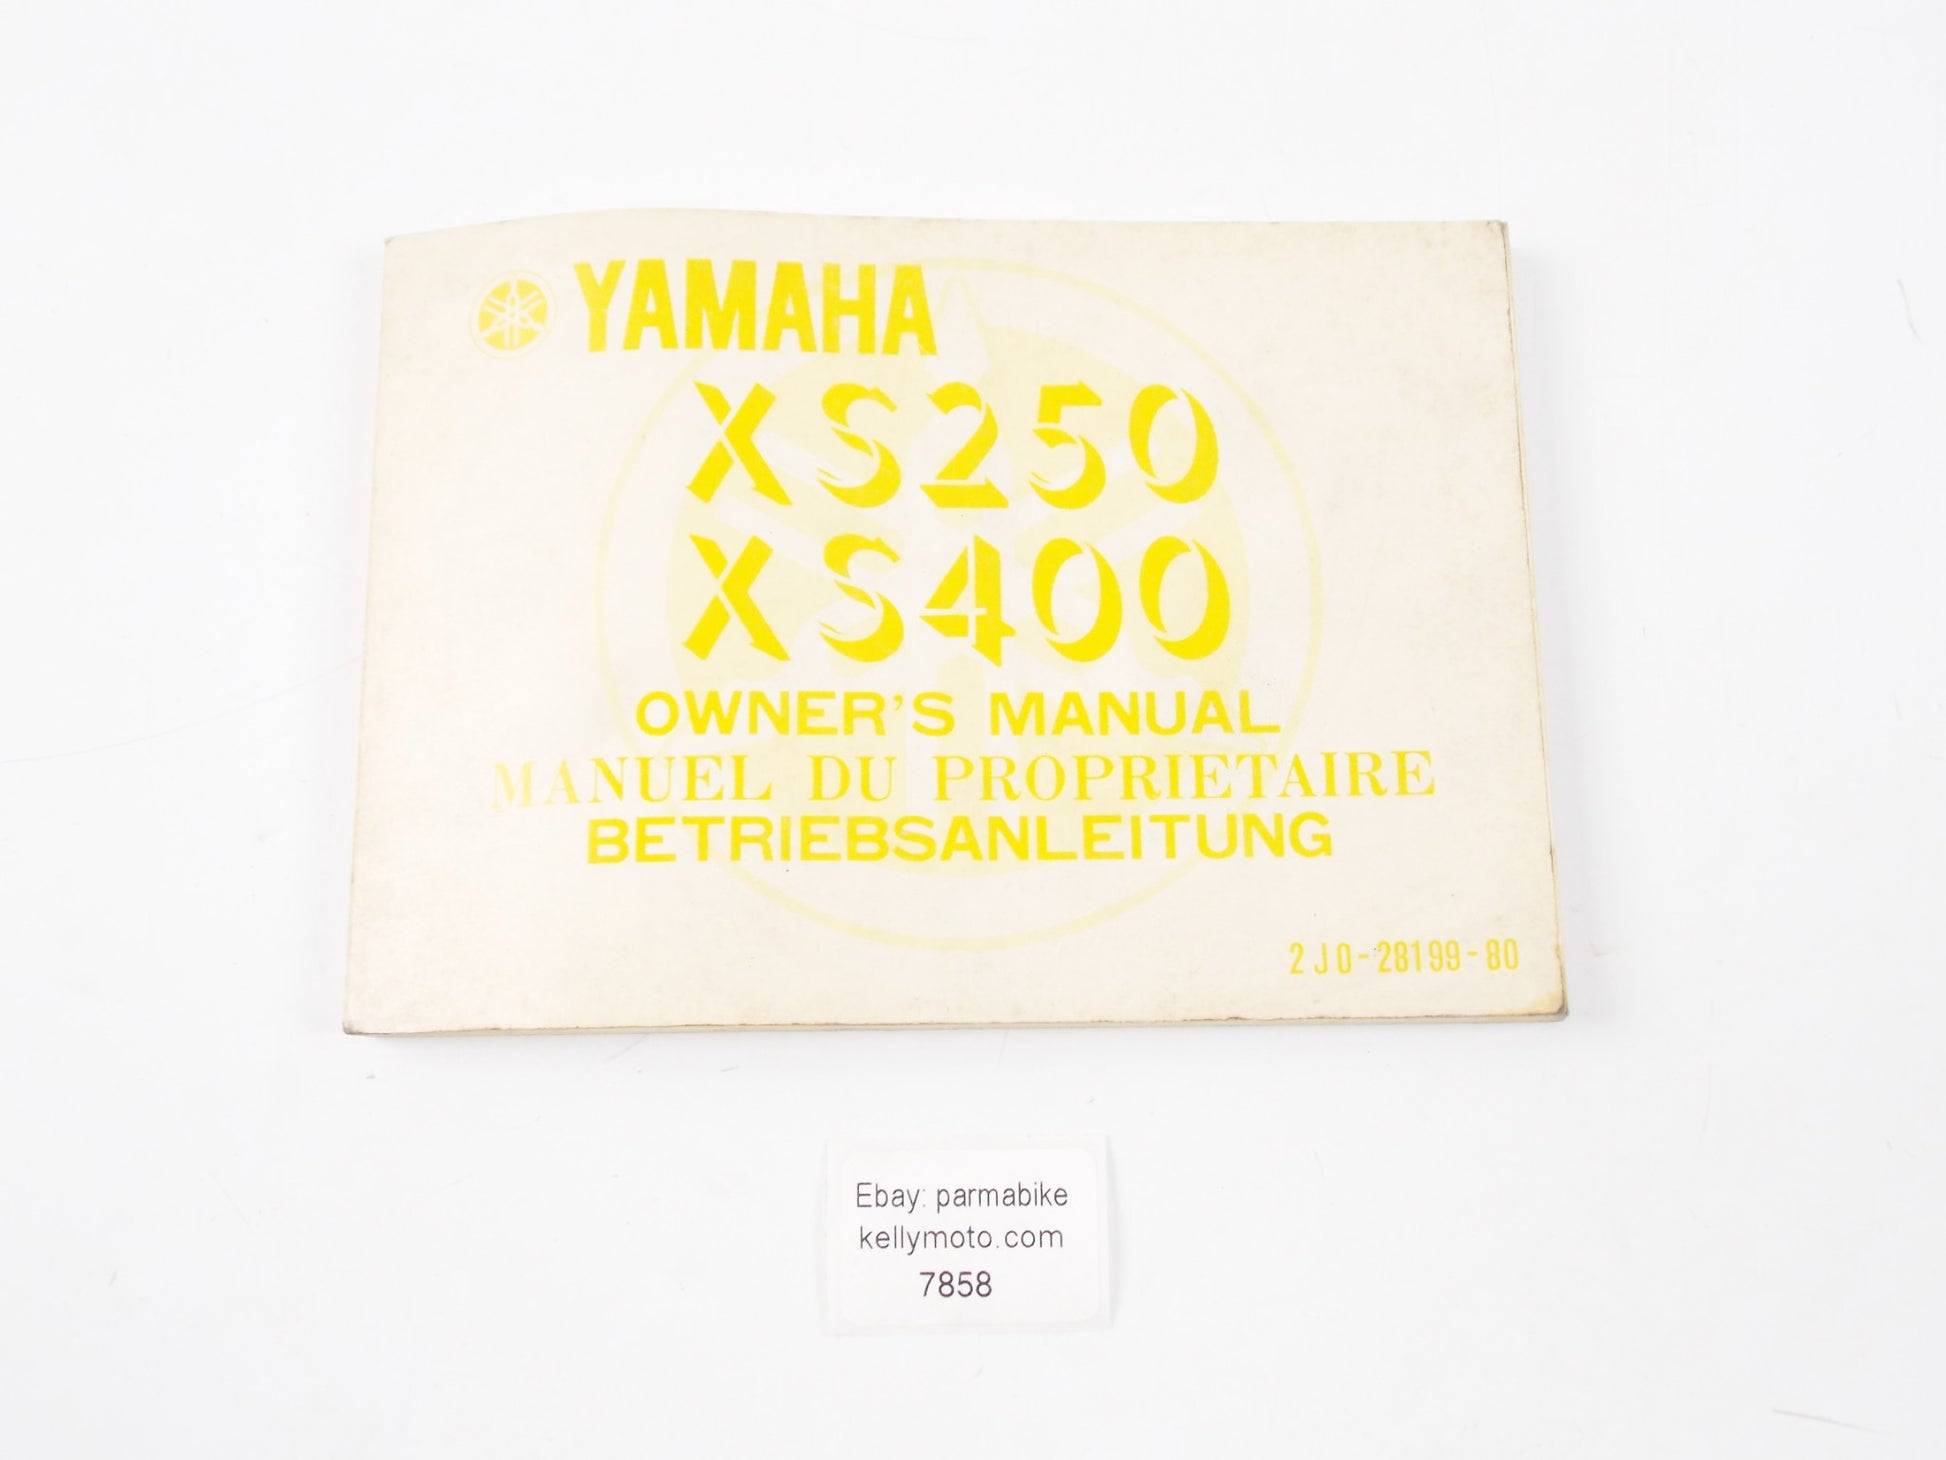 YAMAHA
XS250
XS400
OWNER'S MANUAL
MANUEL DU PROPRIETAIRE
BETRIEBSANLEITUNG
2J0-28199-80
Ebay: parmabike
kellymoto.com
7858